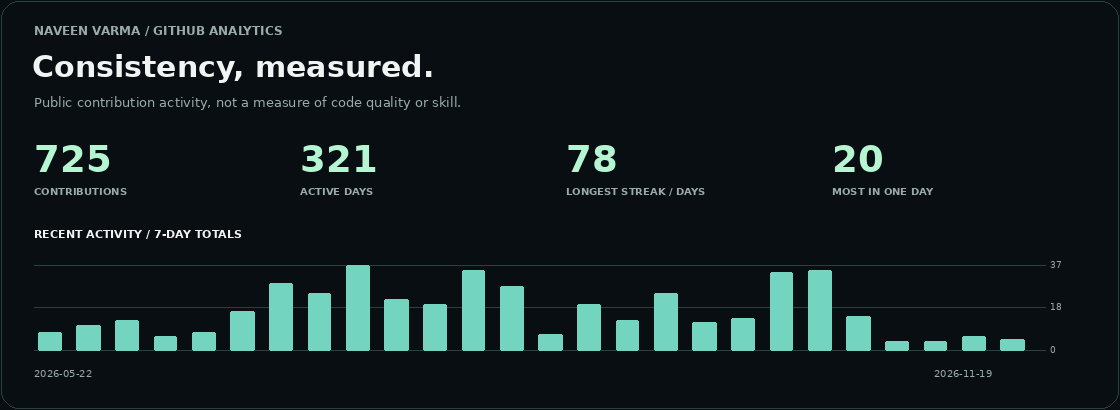 NAVEEN VARMA / GITHUB ANALYTICS
Consistency, measured.
Public contribution activity, not a measure of code quality or skill.
725 321 78 20
CONTRIBUTIONS ACTIVE DAYS LONGEST STREAK / DAYS MOST IN ONE DAY
RECENT ACTIVITY / 7-DAY TOTALS
37
18
0
2026-05-22 2026-11-19